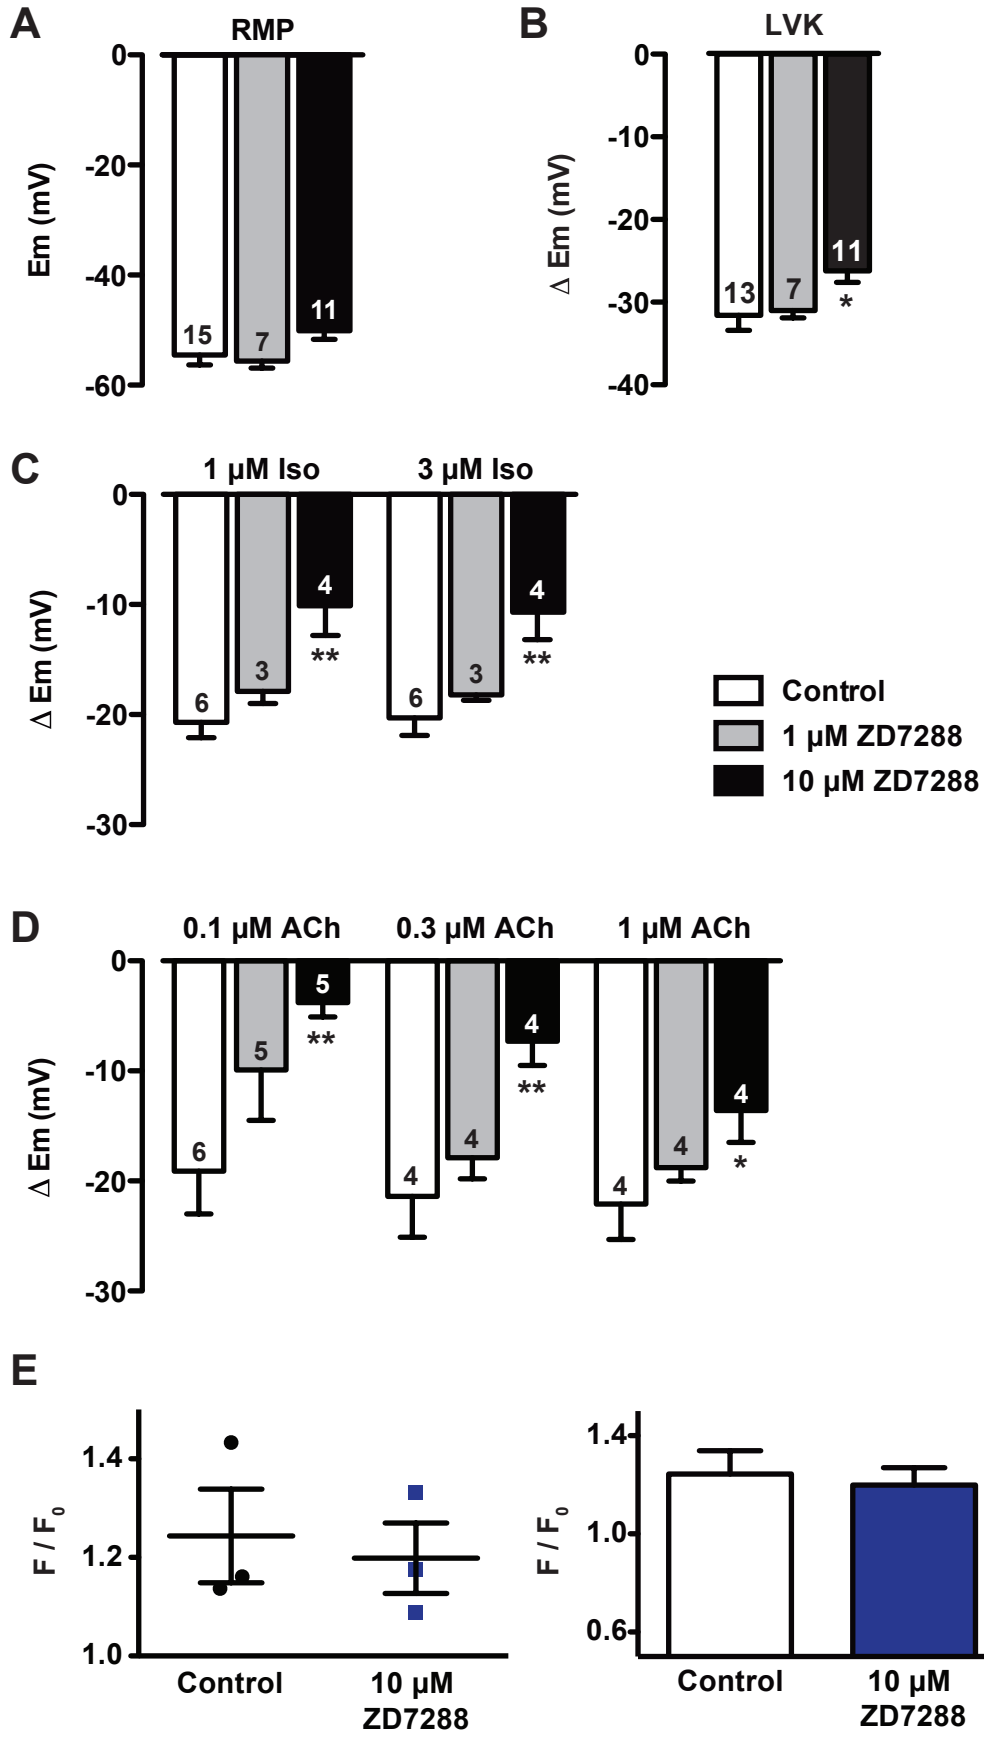 A
RMP
0
-20
-40
-60
Em (mV)
15
7
11
B
LVK
0
-10
-20
-30
-40
Δ Em (mV)
13
7
11
*
C
1 µM Iso
3 µM Iso
0
-10
-20
-30
Δ Em (mV)
6
3
4
**
6
3
4
**
Control
1 µM ZD7288
10 µM ZD7288
D
0.1 µM ACh
0.3 µM ACh
1 µM ACh
0
-10
-20
-30
Δ Em (mV)
6
5
5
**
4
4
4
**
4
4
4
*
E
1.4
1.2
1.0
F / F₀
Control
10 µM
ZD7288
1.4
1.0
0.6
F / F₀
Control
10 µM
ZD7288